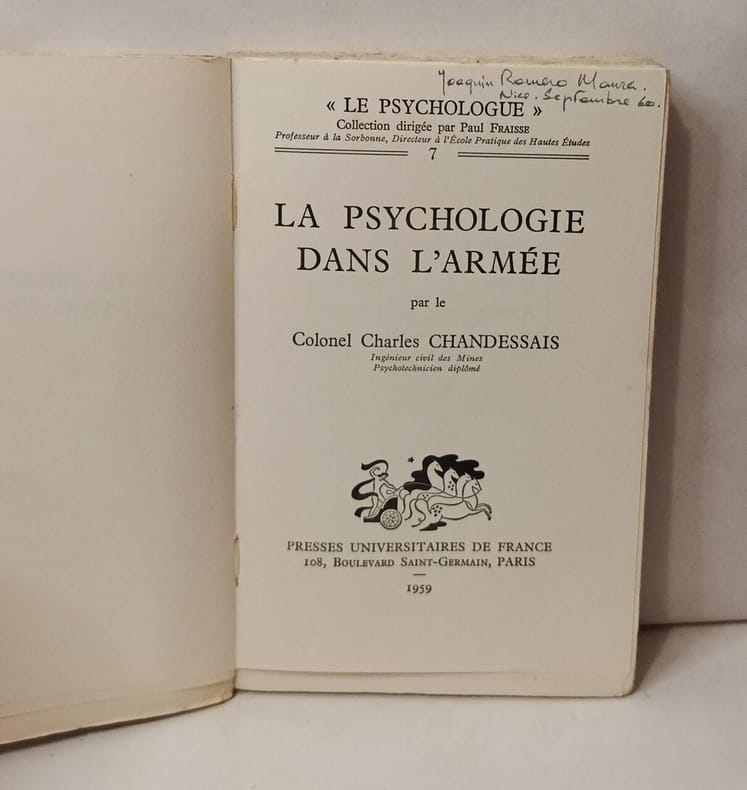 Joaquín Romero Maura.
Nice. Septembre 60.
« LE PSYCHOLOGUE »
Collection dirigée par Paul FRAISSE
Professeur à la Sorbonne, Directeur à l'École Pratique des Hautes Études
7
LA PSYCHOLOGIE
DANS L'ARMÉE
par le
Colonel Charles CHANDESSAIS
Ingénieur civil des Mines
Psychotechnicien diplômé
PRESSES UNIVERSITAIRES DE FRANCE
108, BOULEVARD SAINT-GERMAIN, PARIS
1959